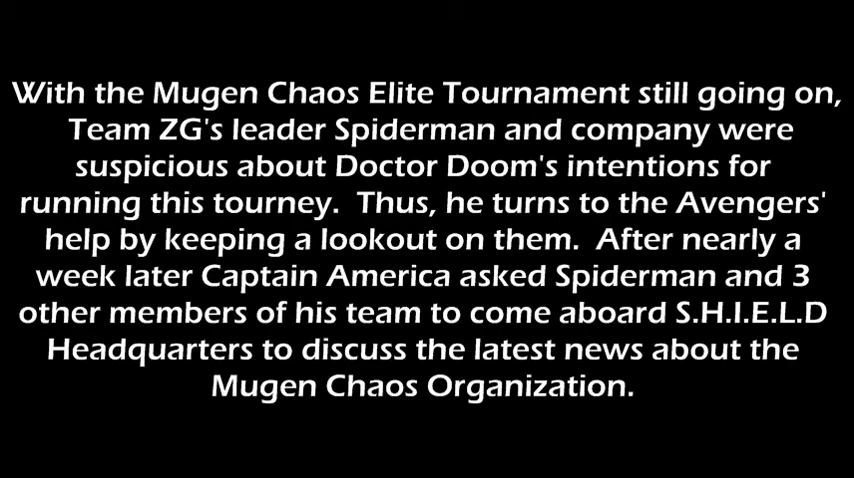 With the Mugen Chaos Elite Tournament still going on,
Team ZG's leader Spiderman and company were
suspicious about Doctor Doom's intentions for
running this tourney.  Thus, he turns to the Avengers'
help by keeping a lookout on them.  After nearly a
week later Captain America asked Spiderman and 3
other members of his team to come aboard S.H.I.E.L.D
Headquarters to discuss the latest news about the
Mugen Chaos Organization.